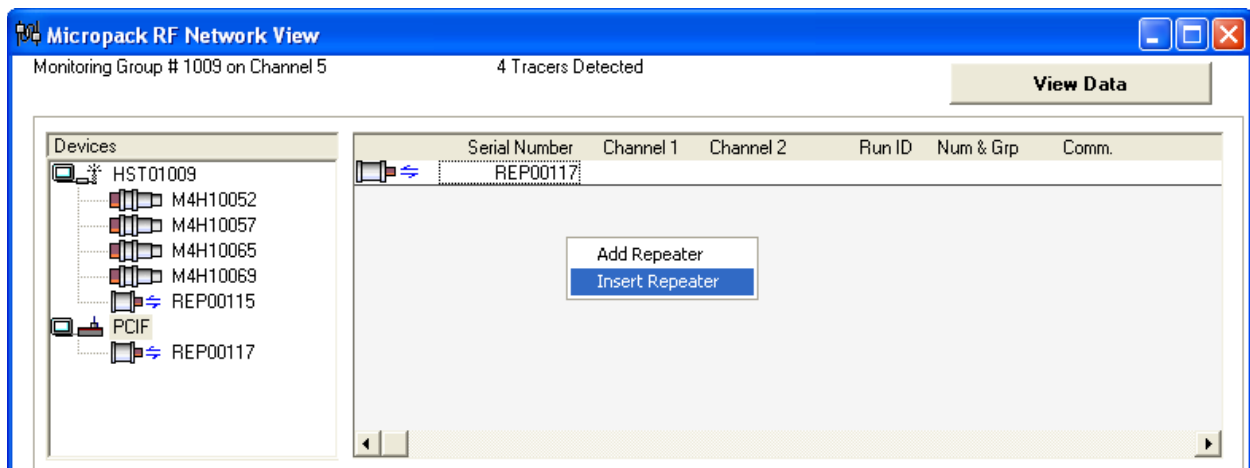 Micropack RF Network View
Monitoring Group # 1009 on Channel 5 4 Tracers Detected
View Data
Devices
HST01009
M4H10052
M4H10057
M4H10065
M4H10069
REP00115
PCIF
REP00117
Serial Number Channel 1 Channel 2 Run ID Num & Grp Comm.
REP00117
Add Repeater
Insert Repeater